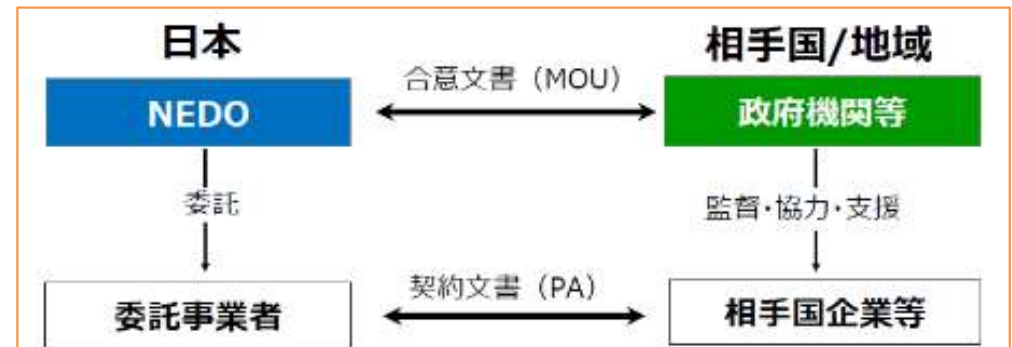 日本
相手国/地域
合意文書（MOU）
NEDO
政府機関等
委託
監督・協力・支援
契約文書（PA）
委託事業者
相手国企業等